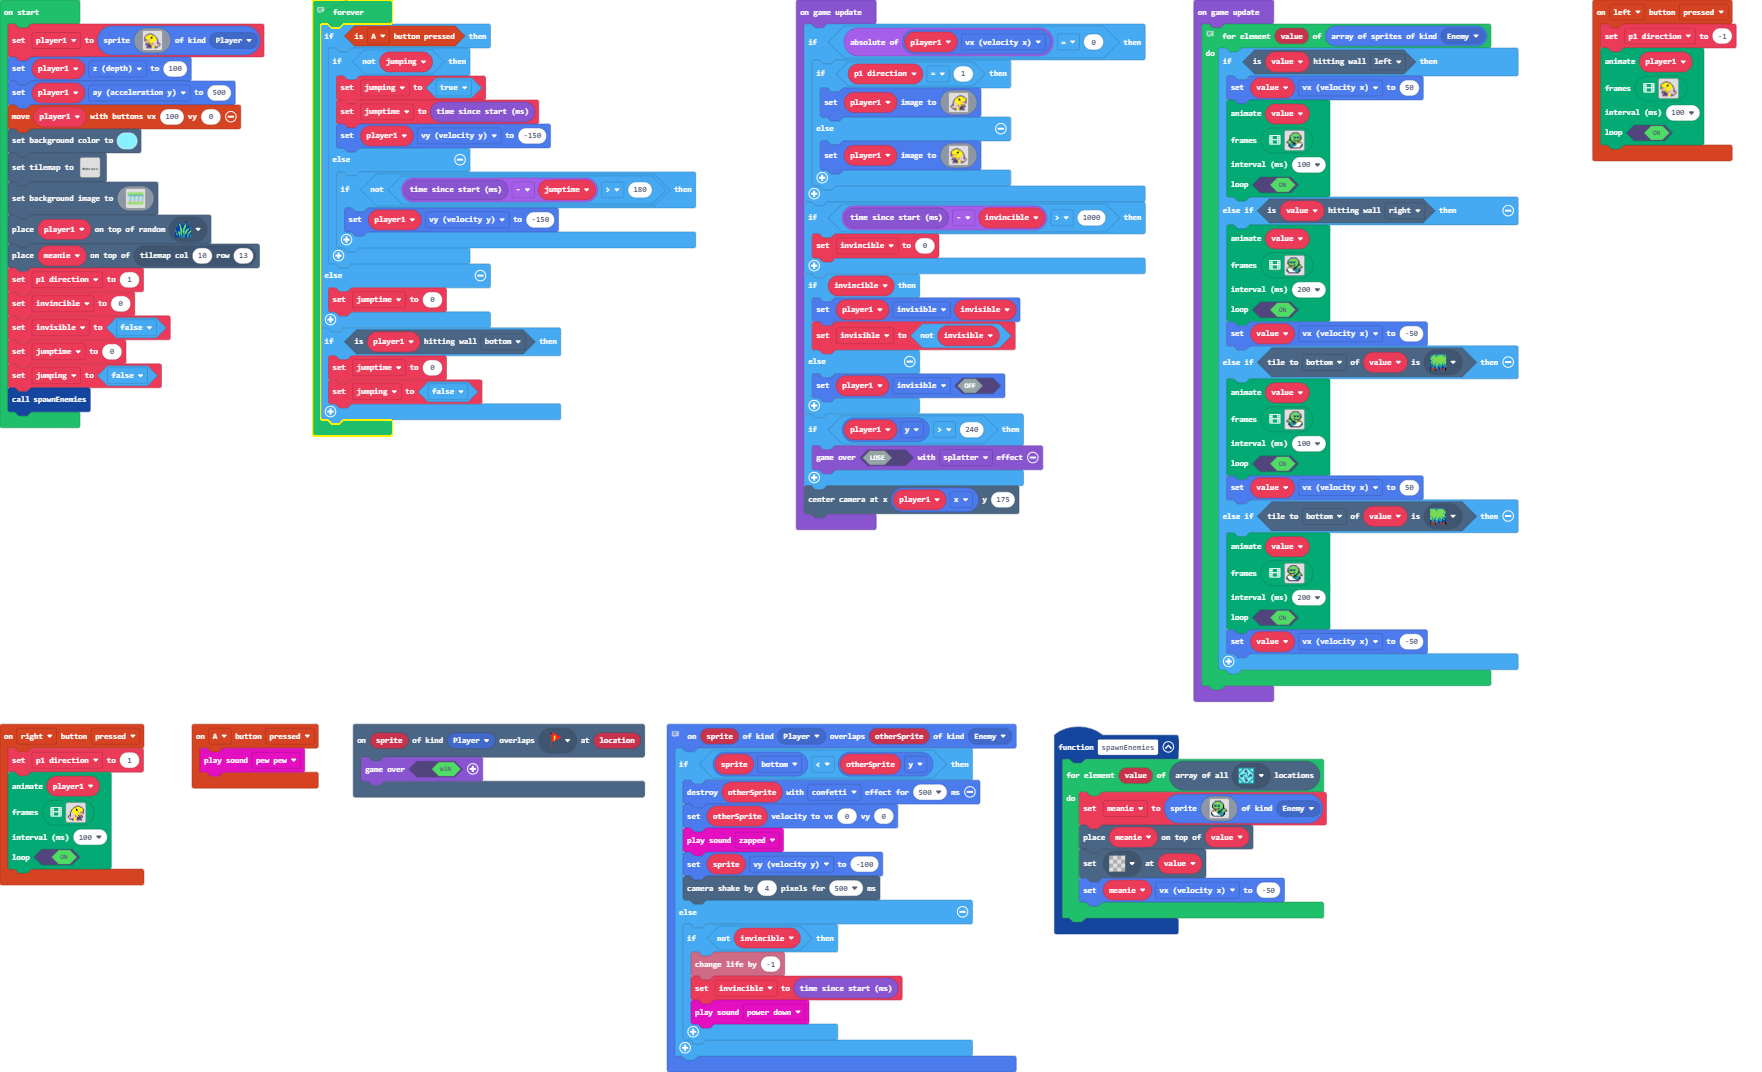 on start
set player1 to sprite of kind Player
set player1 z (depth) to 100
set player1 ay (acceleration y) to 500
move player1 with buttons vx 100 vy 0
set background color to
set tilemap to
set background image to
place player1 on top of random
place meanie on top of tilemap col 10 row 13
set p1 direction to 1
set invincible to 0
set invisible to false
set jumptime to 0
set jumping to false
call spawnEnemies
forever
if is A button pressed then
if not jumping then
set jumping to true
set jumptime to time since start (ms)
set player1 vy (velocity y) to -150
else
if not time since start (ms) - jumptime > 180 then
set player1 vy (velocity y) to -150
else
set jumptime to 0
if is player1 hitting wall bottom then
set jumptime to 0
set jumping to false
on game update
if absolute of player1 vx (velocity x) = 0 then
if p1 direction = 1 then
set player1 image to
else
set player1 image to
if time since start (ms) - invincible > 1000 then
set invincible to 0
if invincible then
set player1 invisible invisible
set invisible to not invisible
else
set player1 invisible OFF
if player1 y > 240 then
game over LOSE with splatter effect
center camera at x player1 x y 175
on game update
for element value of array of sprites of kind Enemy
do
if is value hitting wall left then
set value vx (velocity x) to 50
animate value
frames
interval (ms) 100
loop ON
else if is value hitting wall right then
animate value
frames
interval (ms) 200
loop ON
set value vx (velocity x) to -50
else if tile to bottom of value is then
animate value
frames
interval (ms) 100
loop ON
set value vx (velocity x) to 50
else if tile to bottom of value is then
animate value
frames
interval (ms) 200
loop ON
set value vx (velocity x) to -50
on left button pressed
set p1 direction to -1
animate player1
frames
interval (ms) 100
loop ON
on right button pressed
set p1 direction to 1
animate player1
frames
interval (ms) 100
loop ON
on A button pressed
play sound pew pew
on sprite of kind Player overlaps at location
game over WIN
on sprite of kind Player overlaps otherSprite of kind Enemy
if sprite bottom < otherSprite y then
destroy otherSprite with confetti effect for 500 ms
set otherSprite velocity to vx 0 vy 0
play sound zapped
set sprite vy (velocity y) to -100
camera shake by 4 pixels for 500 ms
else
if not invincible then
change life by -1
set invincible to time since start (ms)
play sound power down
function spawnEnemies
for element value of array of all locations
do
set meanie to sprite of kind Enemy
place meanie on top of value
set at value
set meanie vx (velocity x) to -50